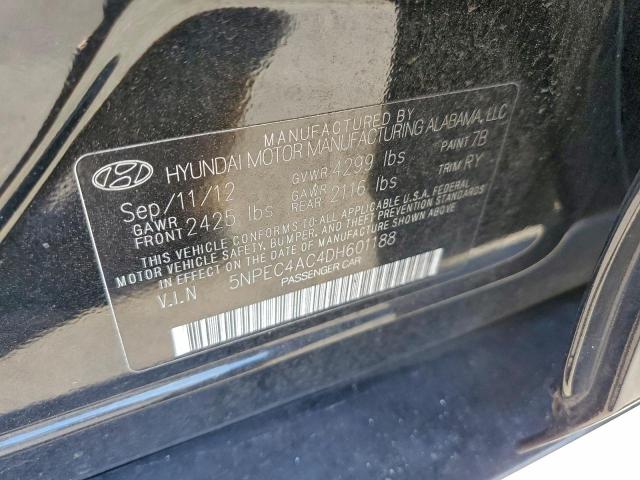 MANUFACTURED BY
HYUNDAI MOTOR MANUFACTURING ALABAMA, LLC
Sep/11/12 GVWR 4299 lbs PAINT 7B
GAWR FRONT 2425 lbs GAWR REAR 2116 lbs TRIM RY
THIS VEHICLE CONFORMS TO ALL APPLICABLE U.S.A. FEDERAL
MOTOR VEHICLE SAFETY, BUMPER, AND THEFT PREVENTION STANDARDS
IN EFFECT ON THE DATE OF MANUFACTURE SHOWN ABOVE.
V.I.N 5NPEC4AC4DH601188
PASSENGER CAR